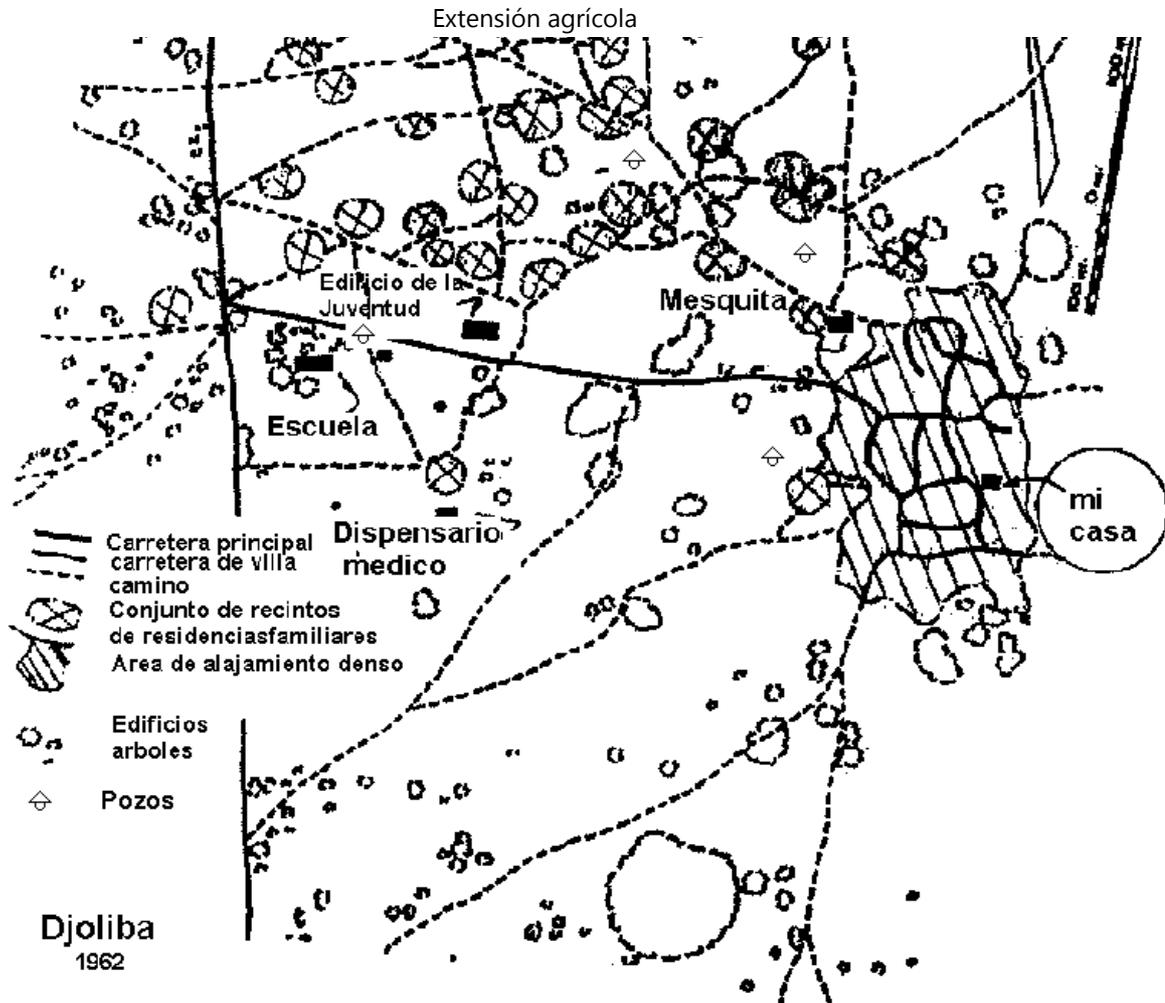 Extensión agrícola
Edificio de la
Juventud
Mesquita
Escuela
mi
casa
Dispensario
medico
Carretera principal
carretera de villa
camino
Conjunto de recintos
de residenciasfamiliares
Area de alajamiento denso
Edificios
arboles
Pozos
Djoliba
1962